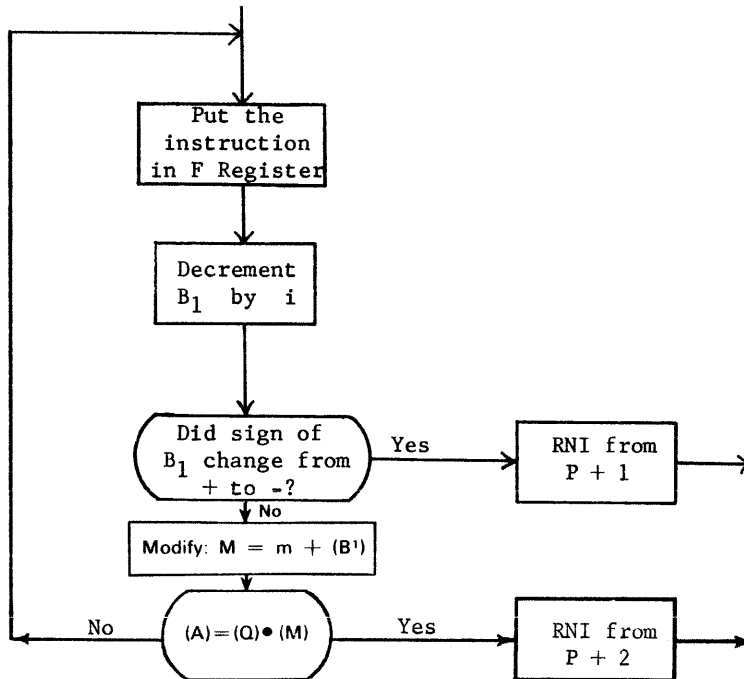 Put the
instruction
in F Register
Decrement
B₁ by i
Did sign of
B₁ change from
+ to -?
Yes
RNI from
P + 1
No
Modify: M = m + (B¹)
(A) = (Q) ● (M)
No
Yes
RNI from
P + 2